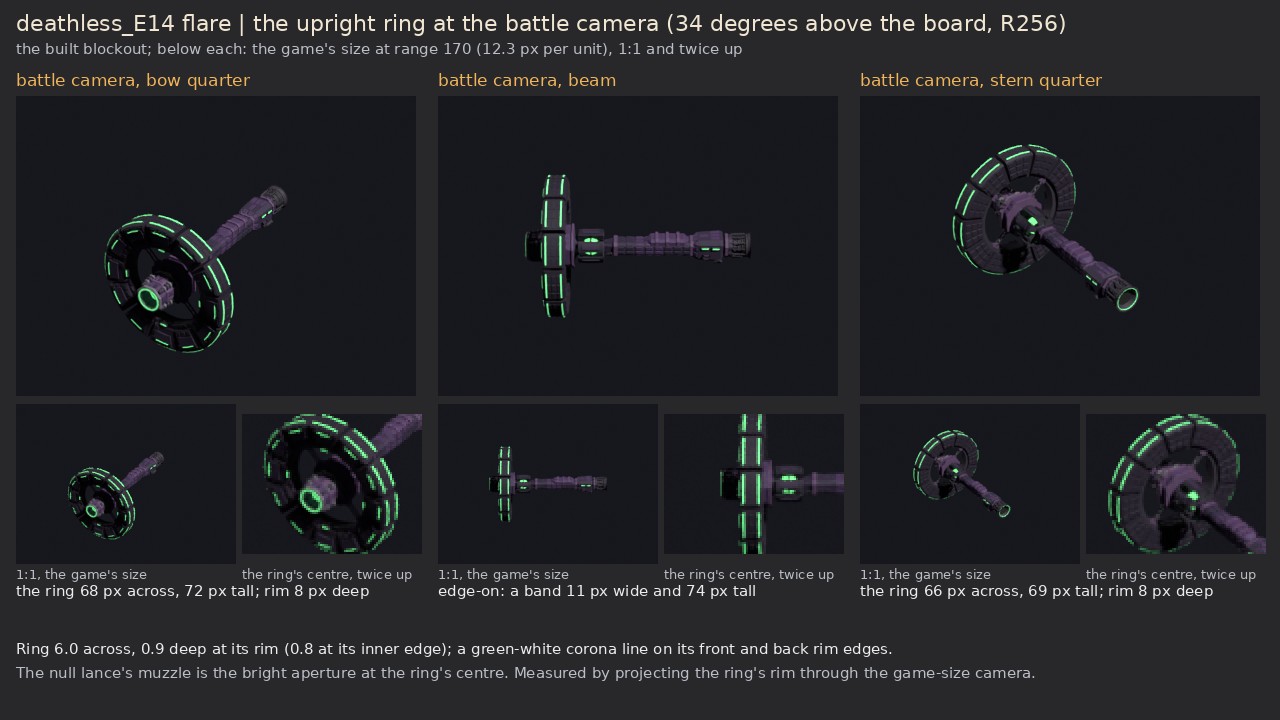 deathless_E14 flare | the upright ring at the battle camera (34 degrees above the board, R256)
the built blockout; below each: the game's size at range 170 (12.3 px per unit), 1:1 and twice up
battle camera, bow quarter
battle camera, beam
battle camera, stern quarter
1:1, the game's size
the ring's centre, twice up
1:1, the game's size
the ring's centre, twice up
1:1, the game's size
the ring's centre, twice up
the ring 68 px across, 72 px tall; rim 8 px deep
edge-on: a band 11 px wide and 74 px tall
the ring 66 px across, 69 px tall; rim 8 px deep
Ring 6.0 across, 0.9 deep at its rim (0.8 at its inner edge); a green-white corona line on its front and back rim edges.
The null lance's muzzle is the bright aperture at the ring's centre. Measured by projecting the ring's rim through the game-size camera.